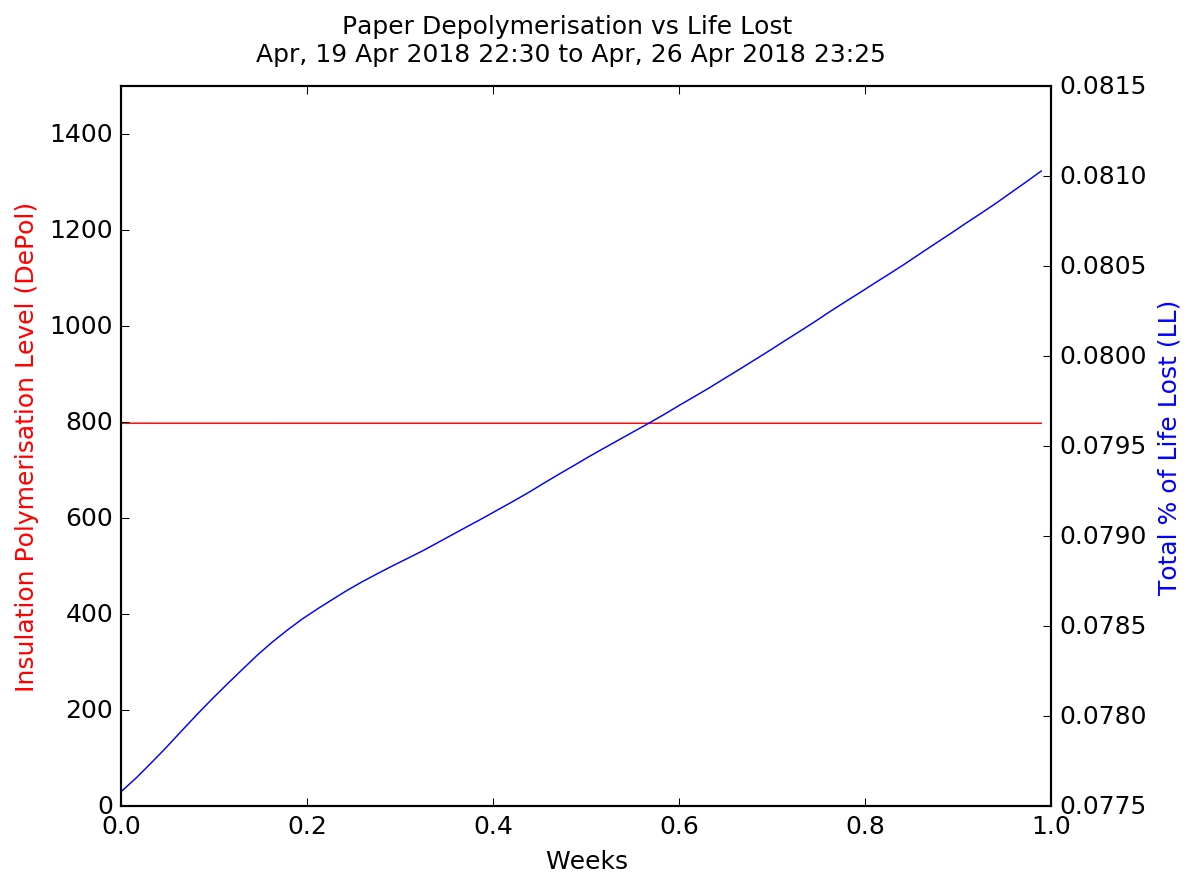 Paper Depolymerisation vs Life Lost
Apr, 19 Apr 2018 22:30 to Apr, 26 Apr 2018 23:25
Insulation Polymerisation Level (DePol)
1400
1200
1000
800
600
400
200
0
0.0815
0.0810
0.0805
0.0800
0.0795
0.0790
0.0785
0.0780
0.0775
Total % of Life Lost (LL)
0.0 0.2 0.4 0.6 0.8 1.0
Weeks